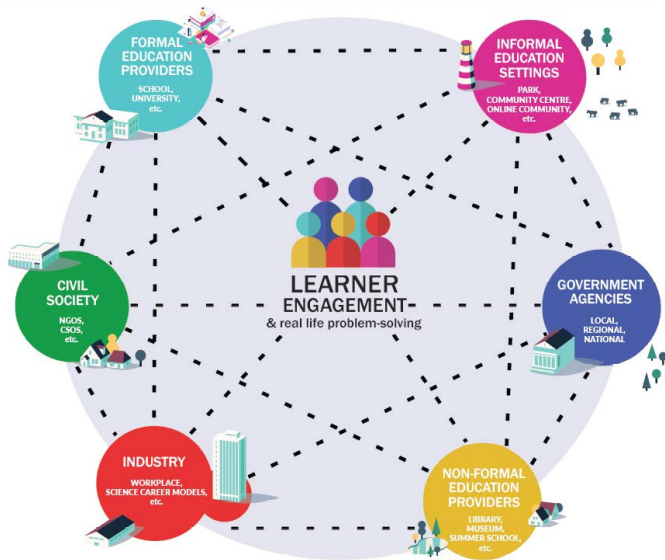 FORMAL
EDUCATION
PROVIDERS
SCHOOL,
UNIVERSITY,
etc.
INFORMAL
EDUCATION
SETTINGS
PARK,
COMMUNITY CENTRE,
ONLINE COMMUNITY,
etc.
LEARNER
ENGAGEMENT
& real life problem-solving
CIVIL
SOCIETY
NGOS,
CSOS,
etc.
GOVERNMENT
AGENCIES
LOCAL,
REGIONAL,
NATIONAL
INDUSTRY
WORKPLACE,
SCIENCE CAREER MODELS,
etc.
NON-FORMAL
EDUCATION
PROVIDERS
LIBRARY,
MUSEUM,
SUMMER SCHOOL,
etc.